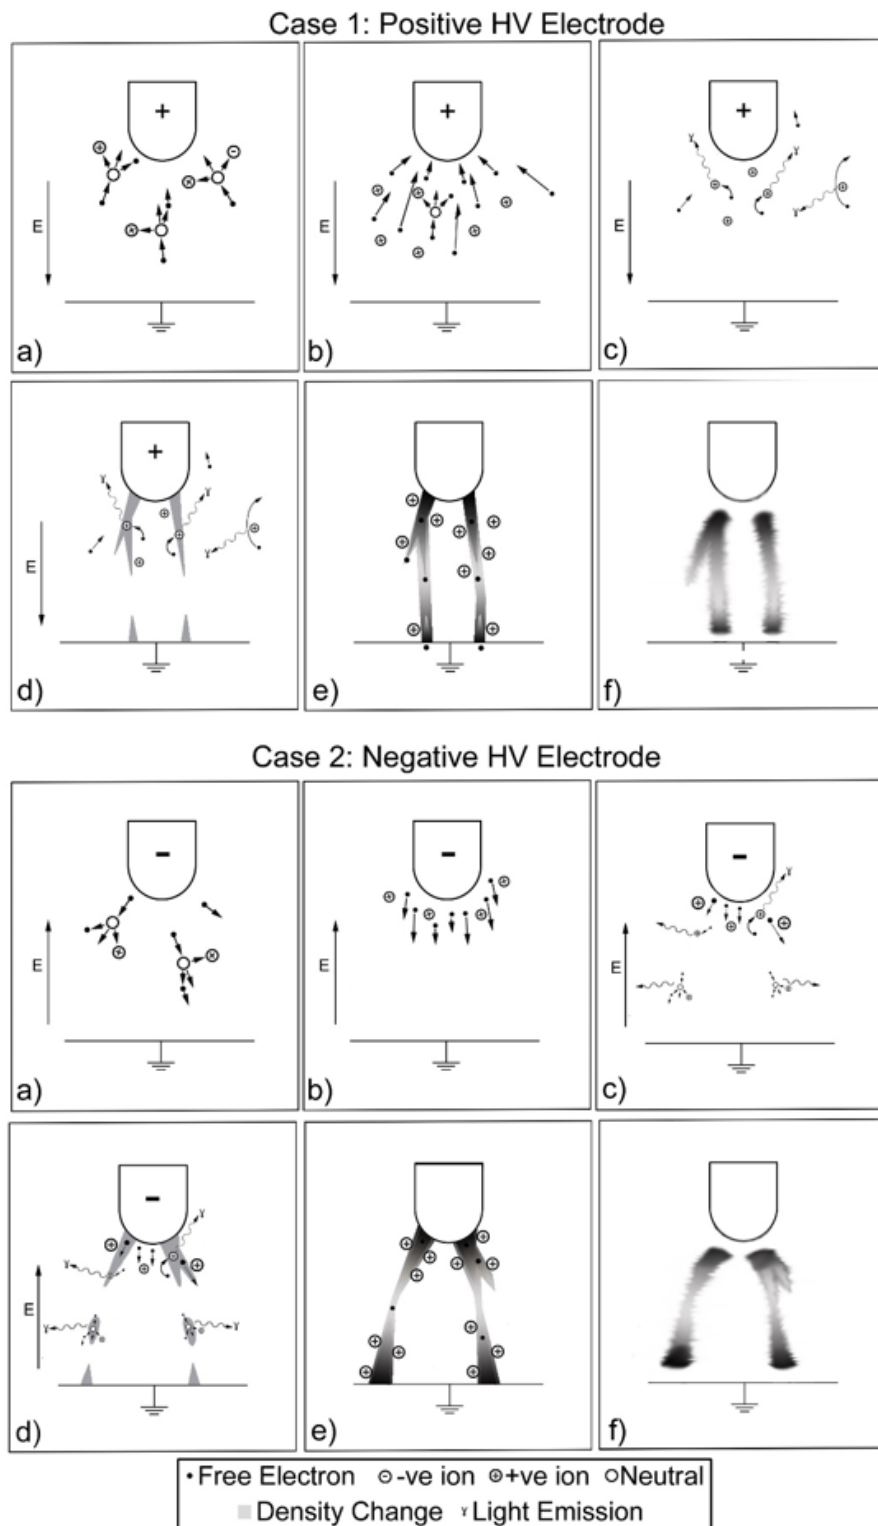 Case 1: Positive HV Electrode
+
E
a)
+
E
b)
+
γ
γ
γ
E
c)
+
γ
γ
γ
E
d)
e)
f)
Case 2: Negative HV Electrode
-
E
a)
-
E
b)
-
γ
E
c)
-
γ
γ
γ
γ
E
d)
e)
f)
Free Electron -ve ion +ve ion Neutral
Density Change γ Light Emission